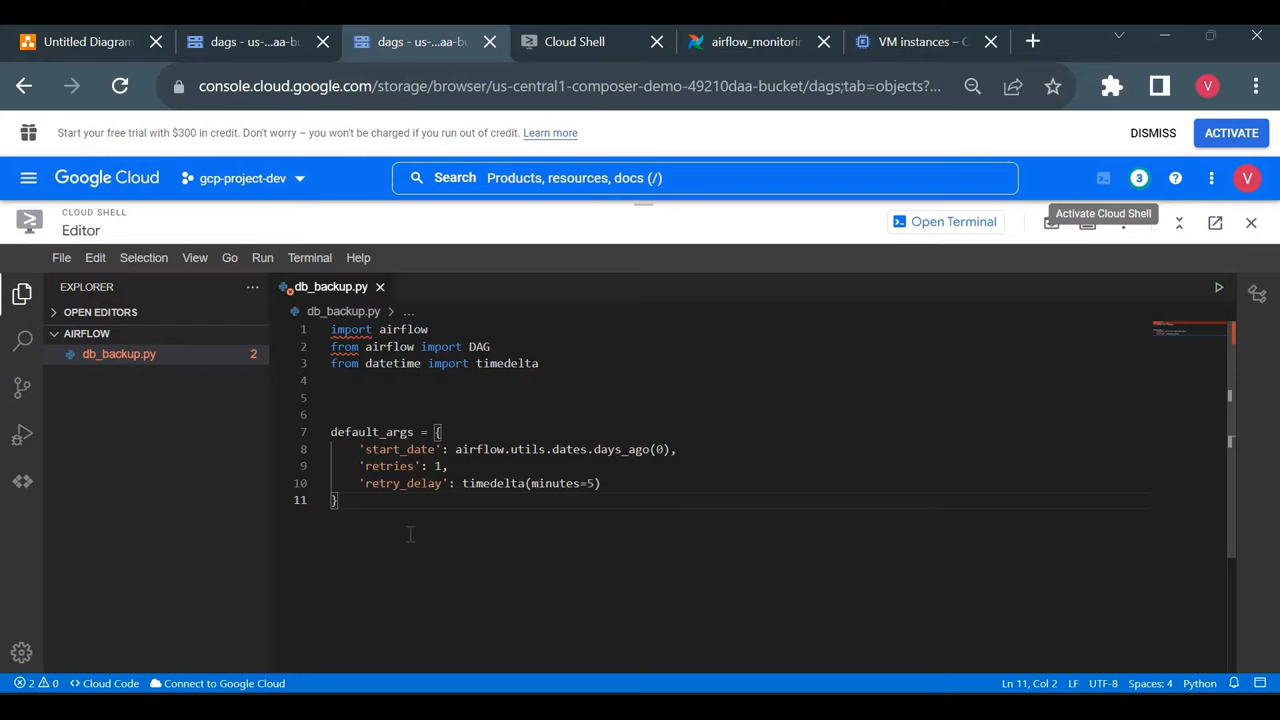 Untitled Diagram
dags - us-...aa-bu
dags - us-...aa-bu
Cloud Shell
airflow_monitorin
VM instances – C
console.cloud.google.com/storage/browser/us-central1-composer-demo-49210daa-bucket/dags;tab=objects?...
V
Start your free trial with $300 in credit. Don't worry – you won't be charged if you run out of credit. Learn more
DISMISS
ACTIVATE
Google Cloud
gcp-project-dev
Search Products, resources, docs (/)
3
V
Activate Cloud Shell
CLOUD SHELL
Editor
Open Terminal
File Edit Selection View Go Run Terminal Help
EXPLORER
OPEN EDITORS
AIRFLOW
db_backup.py 2
db_backup.py
db_backup.py > ...
1 import airflow
2 from airflow import DAG
3 from datetime import timedelta
4
5
6
7 default_args = {
8 'start_date': airflow.utils.dates.days_ago(0),
9 'retries': 1,
10 'retry_delay': timedelta(minutes=5)
11 }
2 0 Cloud Code Connect to Google Cloud
Ln 11, Col 2 LF UTF-8 Spaces: 4 Python